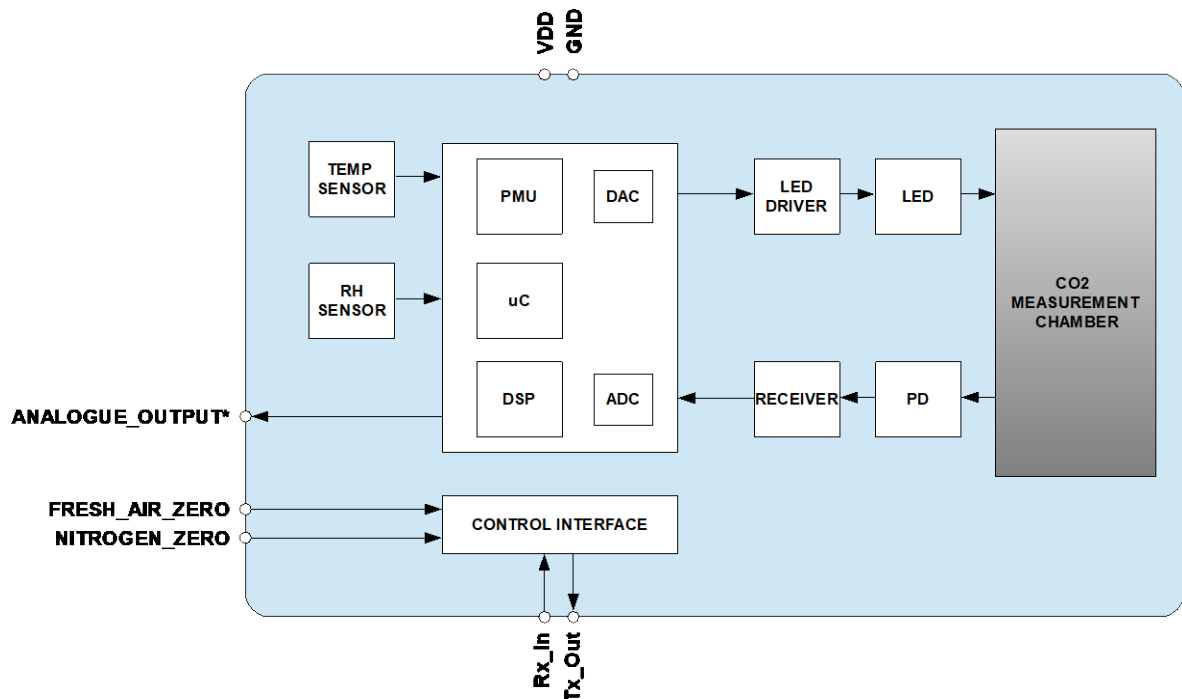 VDD
GND
TEMP
SENSOR
PMU
DAC
LED
DRIVER
LED
RH
SENSOR
uC
CO2
MEASUREMENT
CHAMBER
DSP
ADC
RECEIVER
PD
ANALOGUE_OUTPUT*
FRESH_AIR_ZERO
NITROGEN_ZERO
CONTROL INTERFACE
Rx_In
Tx_Out